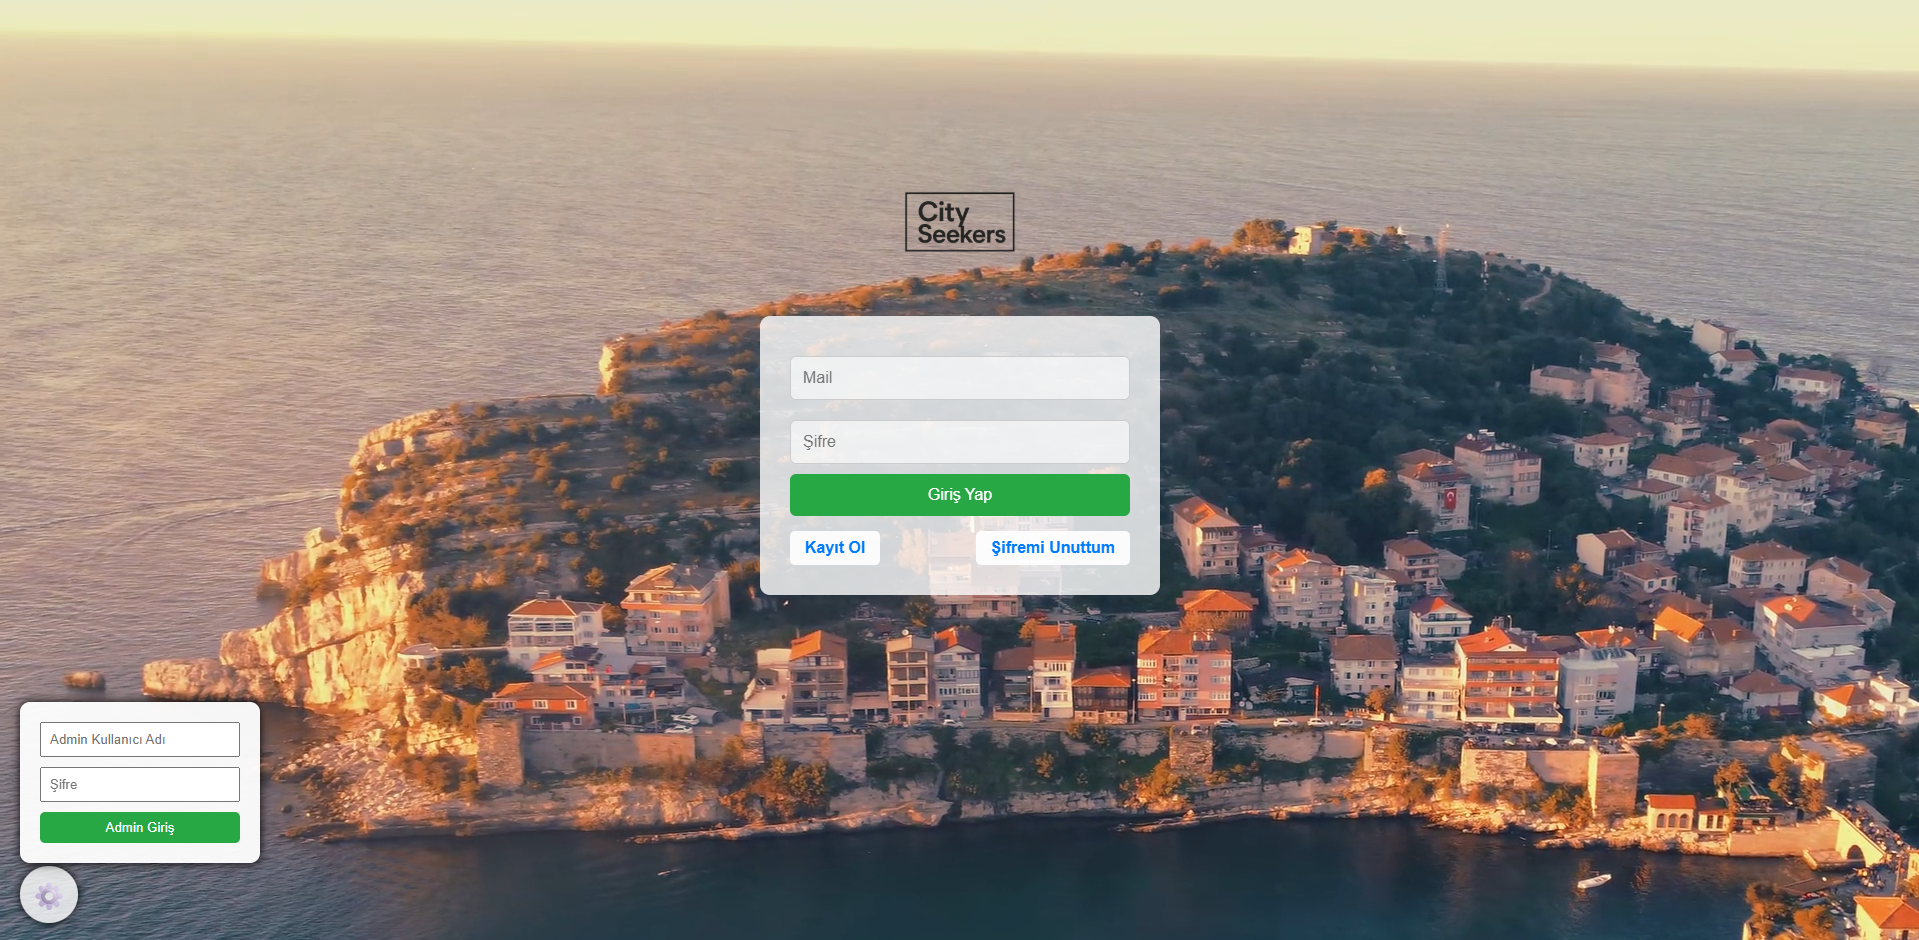 City
Seekers
Mail
Şifre
Giriş Yap
Kayıt Ol
Şifremi Unuttum
Admin Kullanıcı Adı
Şifre
Admin Giriş